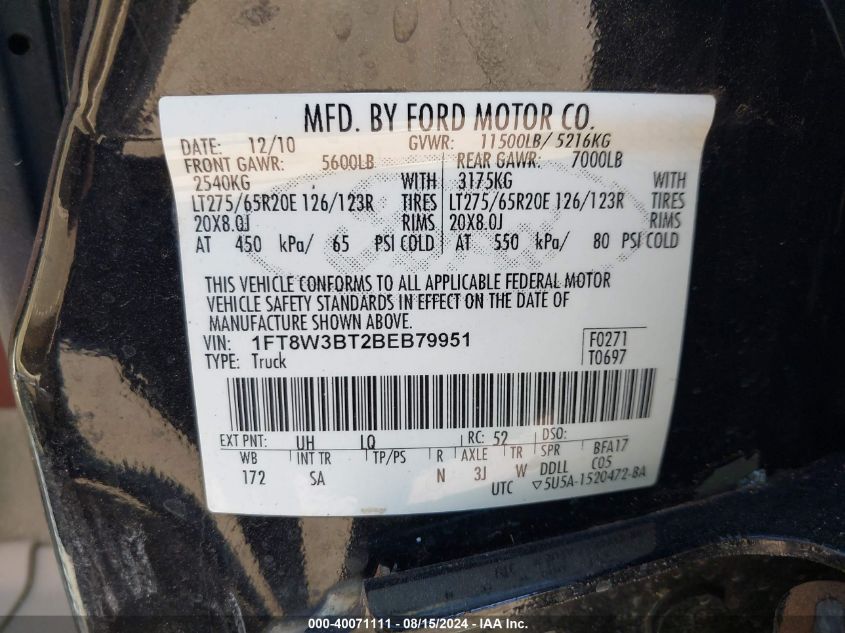 MFD. BY FORD MOTOR CO.
DATE: 12/10 GVWR: 11500LB/ 5216KG
FRONT GAWR: 5600LB REAR GAWR: 7000LB
2540KG WITH 3175KG WITH
LT275/65R20E 126/123R TIRES LT275/65R20E 126/123R TIRES
20X8.0J RIMS 20X8.0J RIMS
AT 450 kPa/ 65 PSI COLD AT 550 kPa/ 80 PSI COLD
THIS VEHICLE CONFORMS TO ALL APPLICABLE FEDERAL MOTOR
VEHICLE SAFETY STANDARDS IN EFFECT ON THE DATE OF
MANUFACTURE SHOWN ABOVE.
VIN: 1FT8W3BT2BEB79951 F0271
TYPE: Truck T0697
EXT PNT: UH LQ RC: 52 DSO:
WB INT TR TP/PS R AXLE TR SPR BFA17
172 SA N 3J W DDLL C05
UTC ▽5U5A-1520472-BA
000-40071111 - 08/15/2024 - IAA Inc.